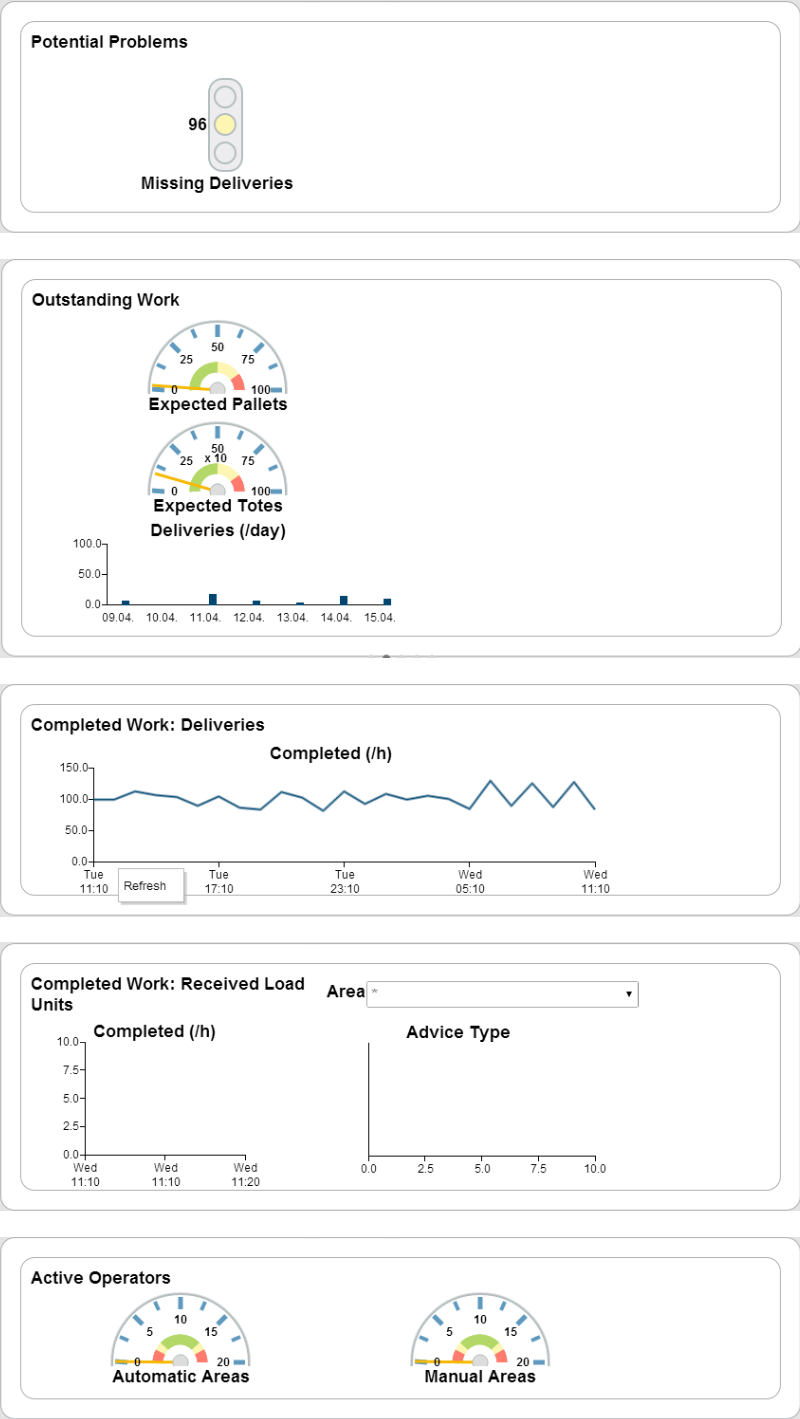 Potential Problems
96
Missing Deliveries
Outstanding Work
50
25 75
0 100
Expected Pallets
50
25 x 10 75
0 100
Expected Totes
Deliveries (/day)
100.0
50.0
0.0
09.04. 10.04. 11.04. 12.04. 13.04. 14.04. 15.04.
Completed Work: Deliveries
Completed (/h)
150.0
100.0
50.0
0.0
Tue Tue Tue Wed Wed
11:10 17:10 23:10 05:10 11:10
Refresh
Completed Work: Received Load
Units
Area * 
Completed (/h)
10.0
7.5
5.0
2.5
0.0
Wed Wed Wed
11:10 11:10 11:20
Advice Type
0.0 2.5 5.0 7.5 10.0
Active Operators
10
5 15
0 20
Automatic Areas
10
5 15
0 20
Manual Areas